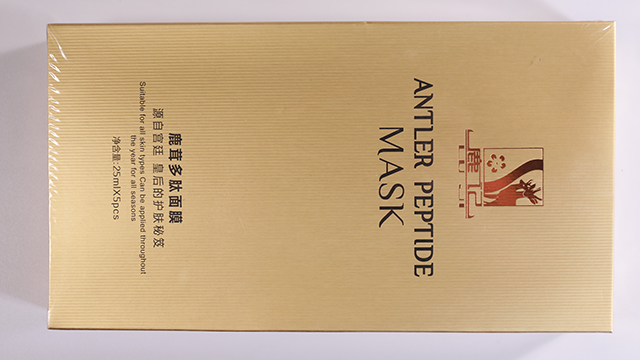 鹿记
ANTLER PEPTIDE
MASK
鹿茸多肽面膜
源自宫廷 皇后的护肤秘笈
Suitable for all skin types Can be applied throughout
the year for all seasons
净含量:25mlX5pcs